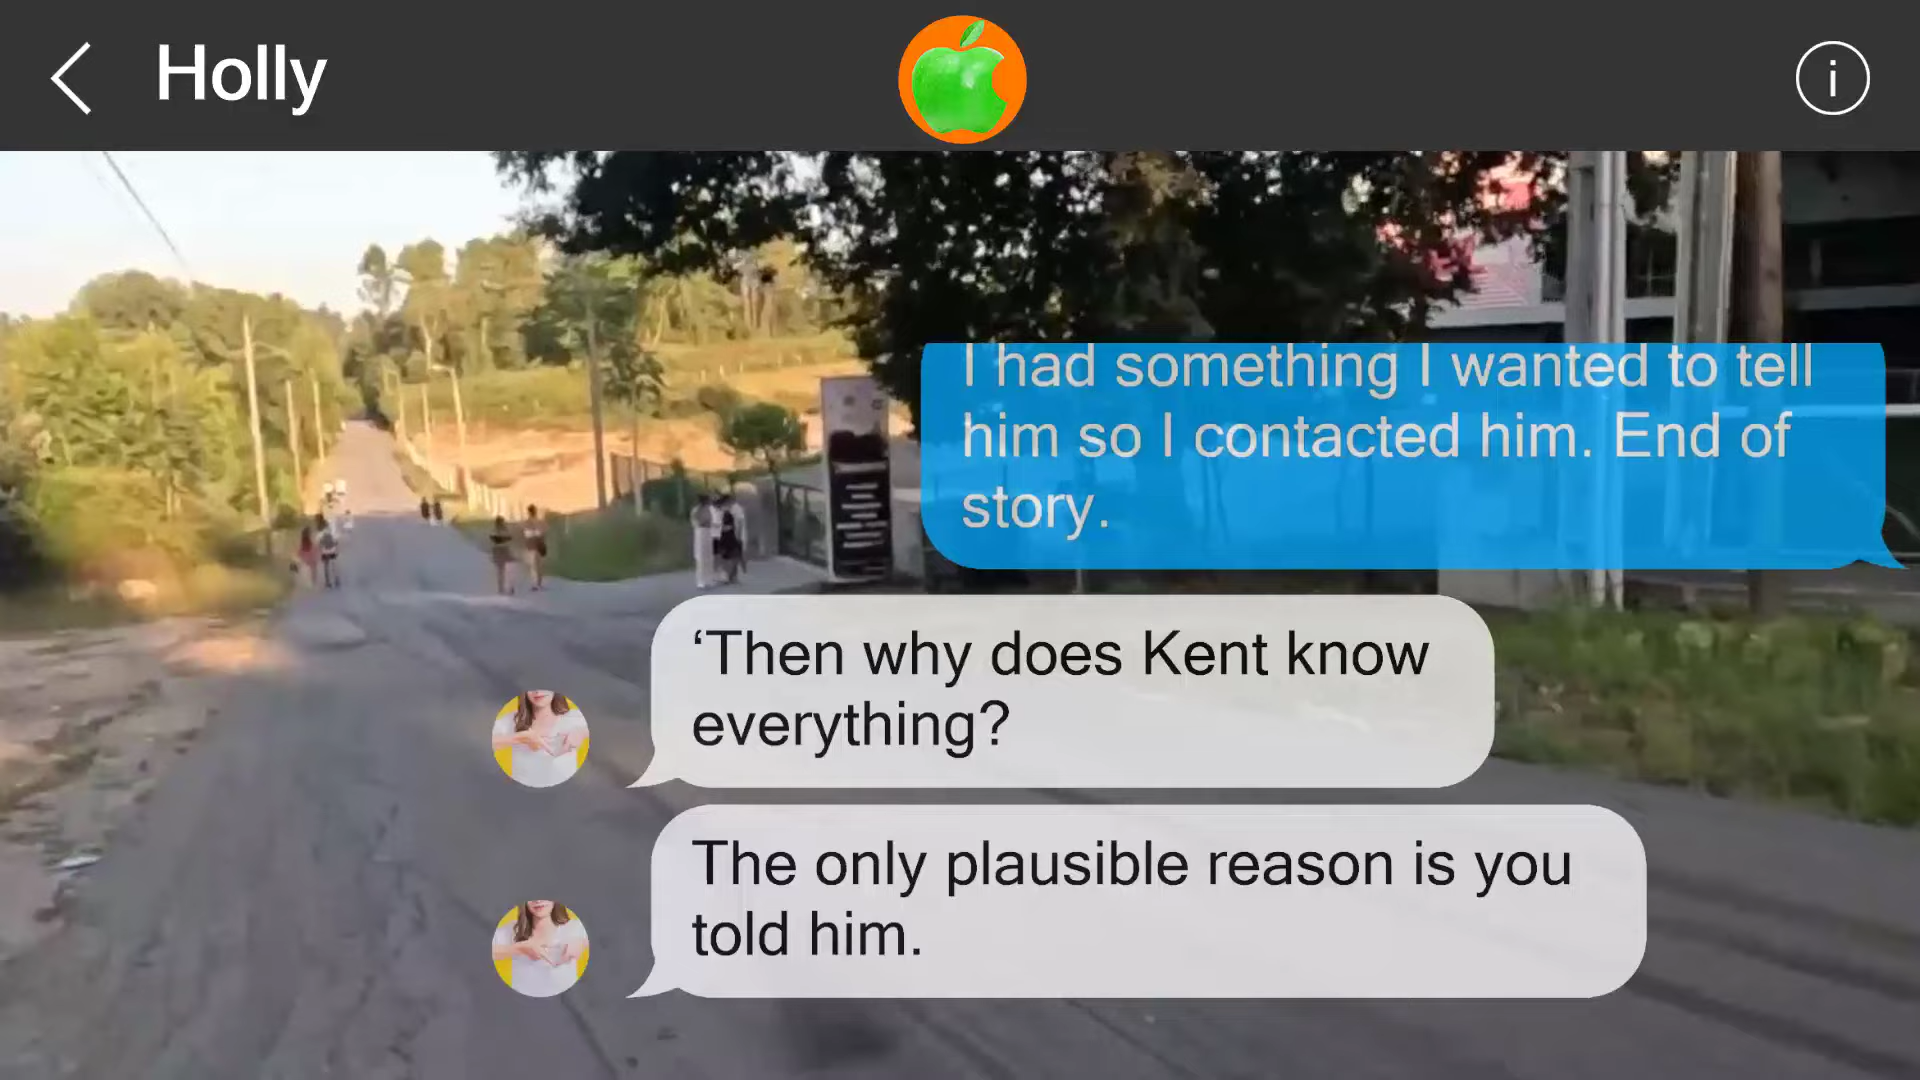 Holly
I had something I wanted to tell
him so I contacted him. End of
story.
‘Then why does Kent know
everything?
The only plausible reason is you
told him.